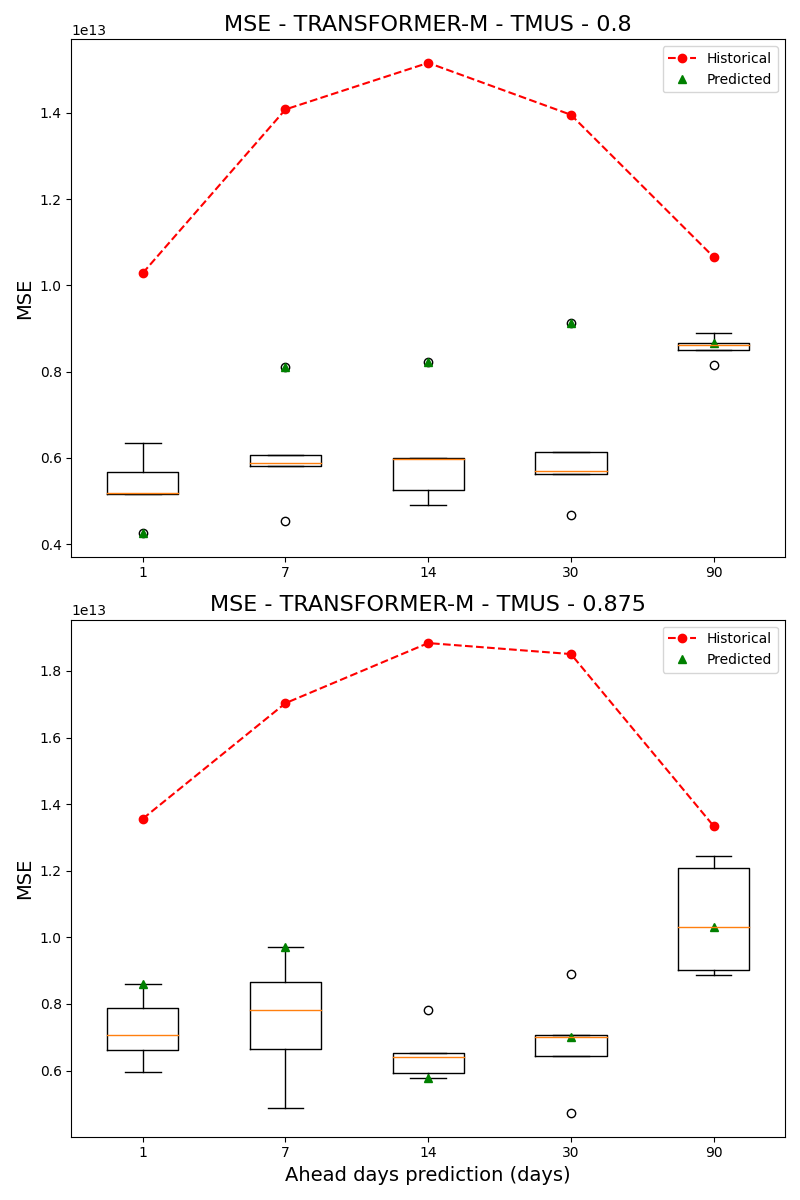 MSE - TRANSFORMER-M - TMUS - 0.8
1e13
Historical
Predicted
MSE
1.4
1.2
1.0
0.8
0.6
0.4
1 7 14 30 90
MSE - TRANSFORMER-M - TMUS - 0.875
1e13
Historical
Predicted
MSE
1.8
1.6
1.4
1.2
1.0
0.8
0.6
1 7 14 30 90
Ahead days prediction (days)